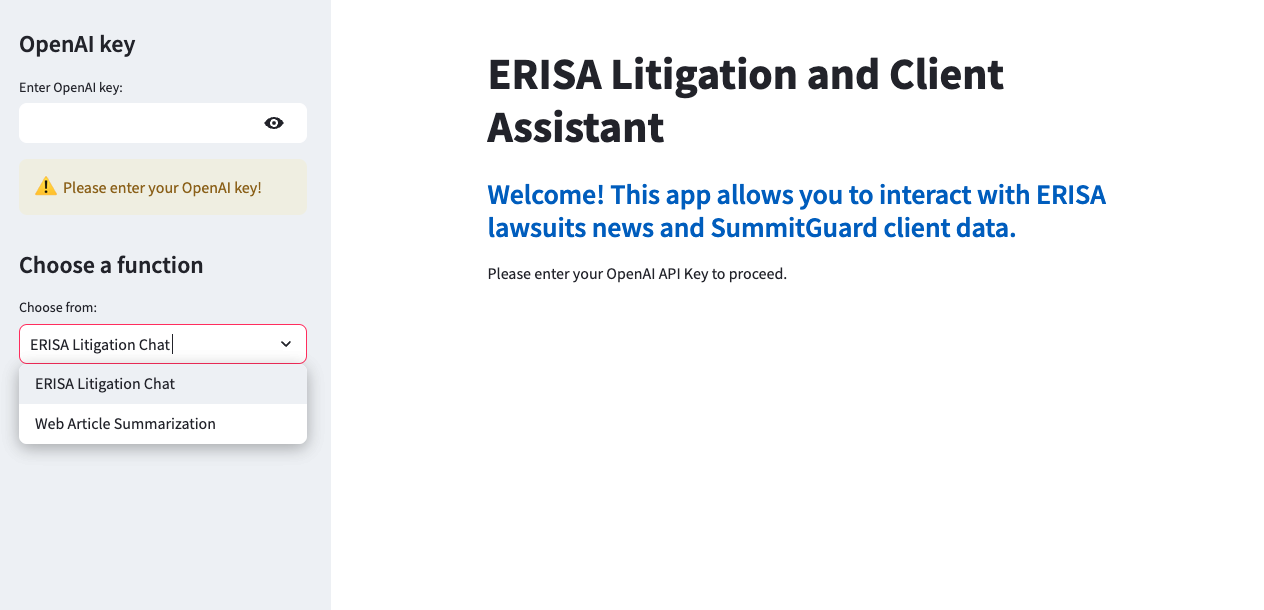 OpenAI key
Enter OpenAI key:
Please enter your OpenAI key!
Choose a function
Choose from:
ERISA Litigation Chat
ERISA Litigation Chat
Web Article Summarization
ERISA Litigation and Client
Assistant
Welcome! This app allows you to interact with ERISA
lawsuits news and SummitGuard client data.
Please enter your OpenAI API Key to proceed.